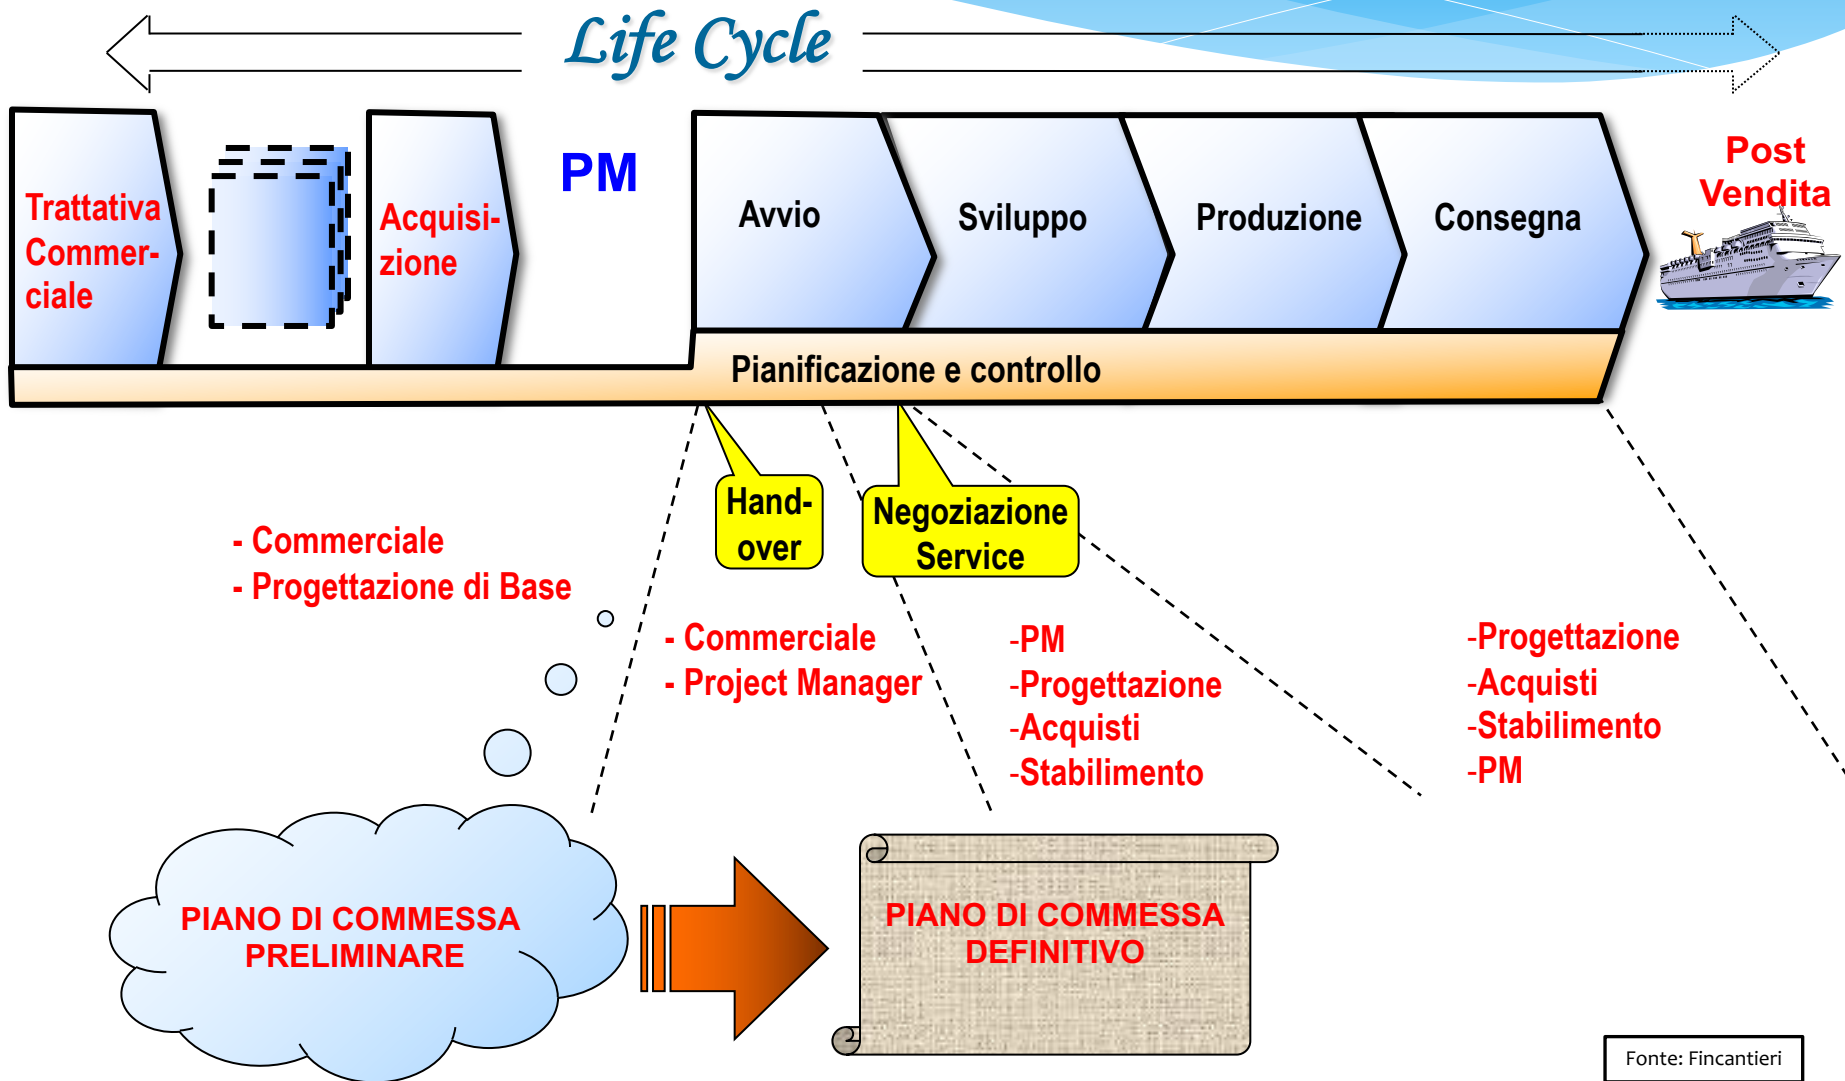 Life Cycle
Trattativa
Commer-
ciale
Acquisi-
zione
PM
Avvio
Sviluppo
Produzione
Consegna
Post
Vendita
Pianificazione e controllo
Hand-
over
Negoziazione
Service
- Commerciale
- Progettazione di Base
- Commerciale
- Project Manager
-PM
-Progettazione
-Acquisti
-Stabilimento
-Progettazione
-Acquisti
-Stabilimento
-PM
PIANO DI COMMESSA
PRELIMINARE
PIANO DI COMMESSA
DEFINITIVO
Fonte: Fincantieri